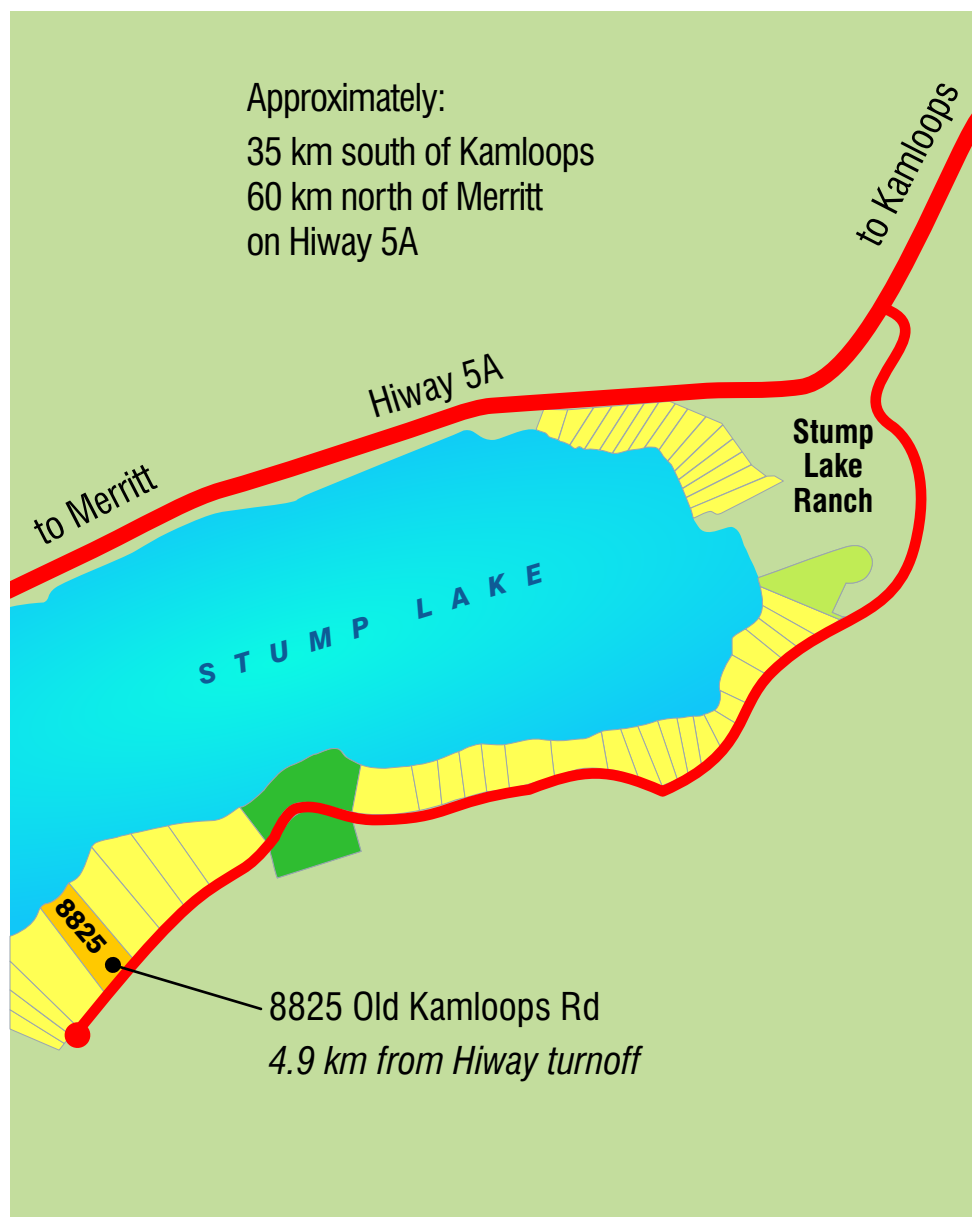 Approximately:
35 km south of Kamloops
60 km north of Merritt
on Hiway 5A
to Kamloops
Hiway 5A
to Merritt
Stump
Lake
Ranch
STUMP LAKE
8825
8825 Old Kamloops Rd
4.9 km from Hiway turnoff